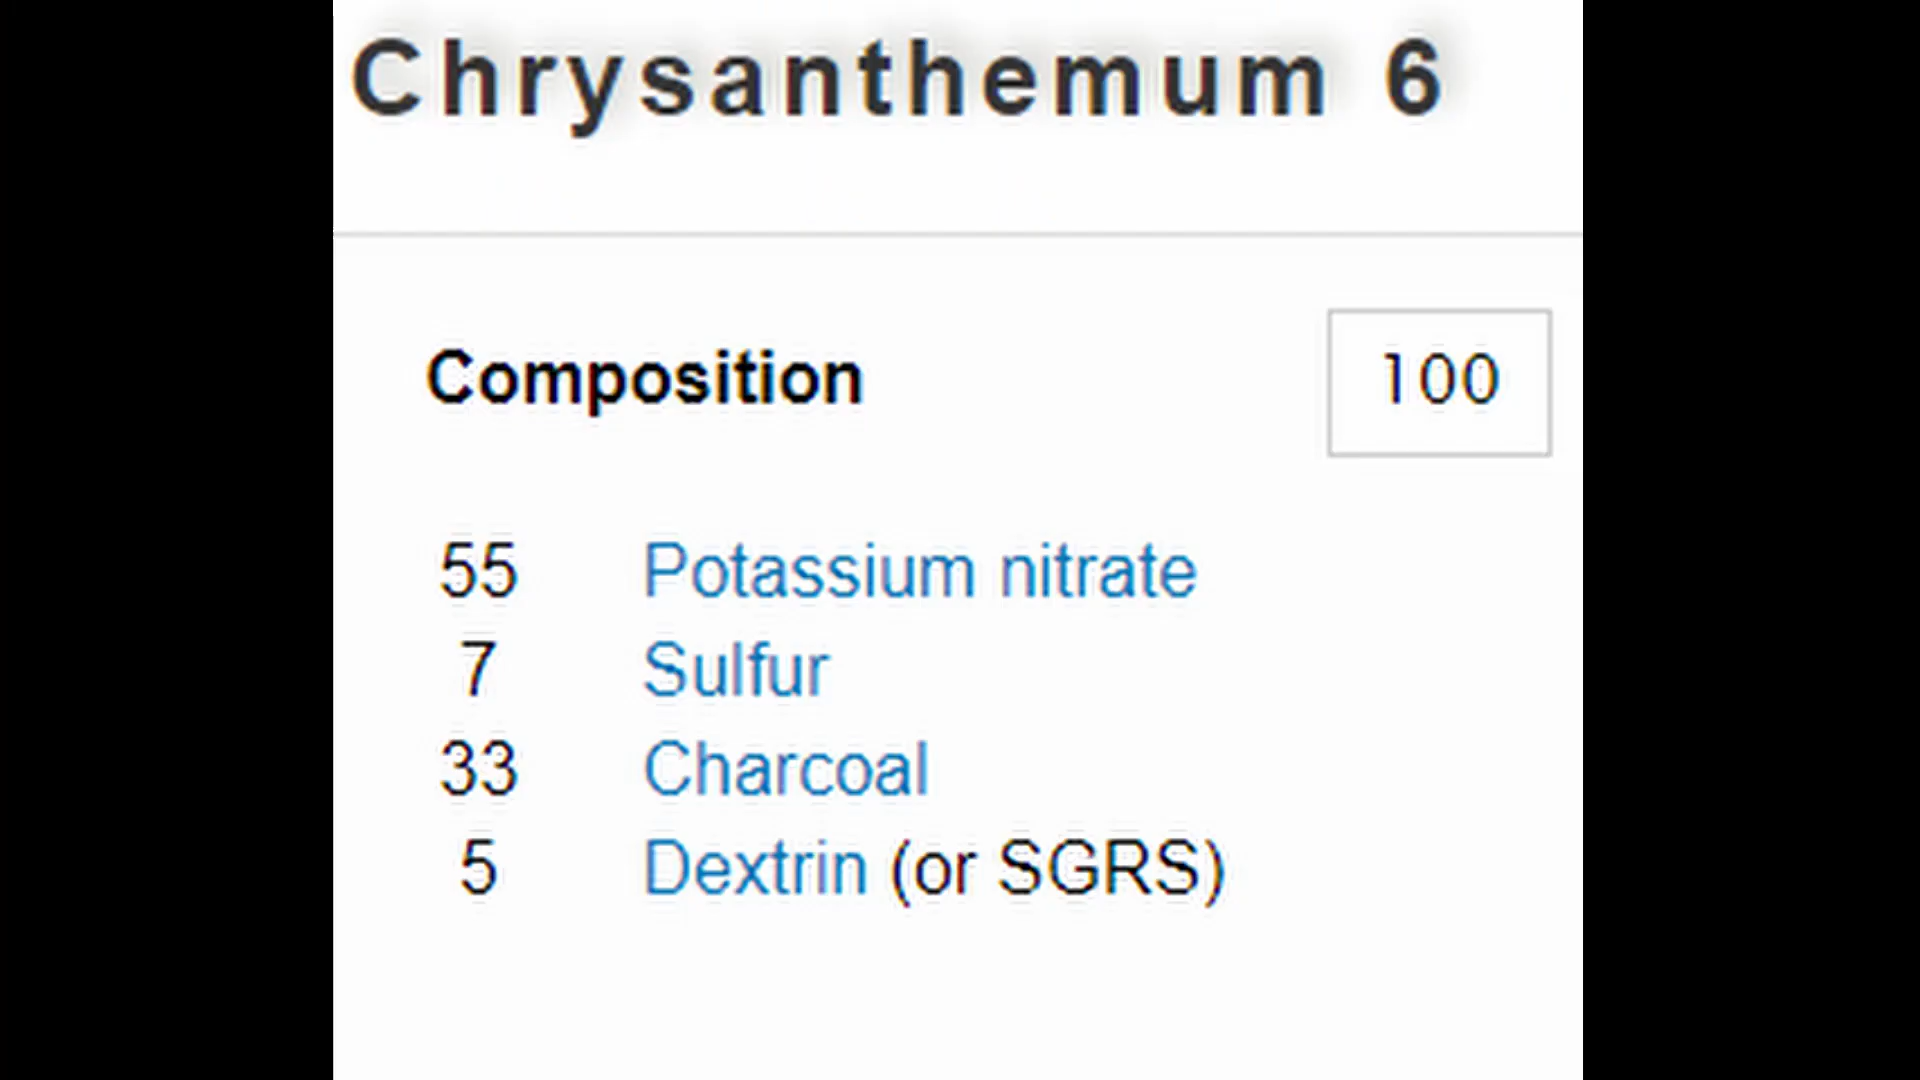 Chrysanthemum 6
Composition 100
55 Potassium nitrate
7 Sulfur
33 Charcoal
5 Dextrin (or SGRS)